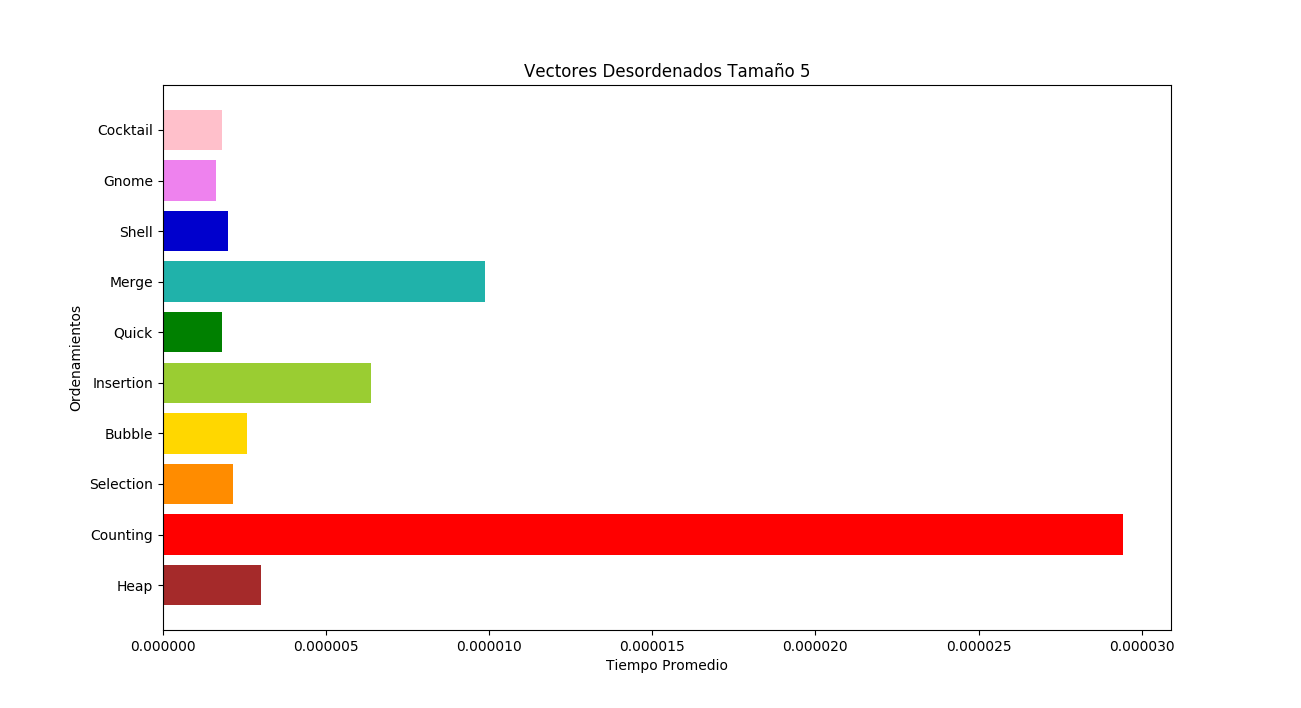 Vectores Desordenados Tamaño 5
Cocktail
Gnome
Shell
Merge
Quick
Insertion
Bubble
Selection
Counting
Heap
Ordenamientos
0.000000 0.000005 0.000010 0.000015 0.000020 0.000025 0.000030
Tiempo Promedio